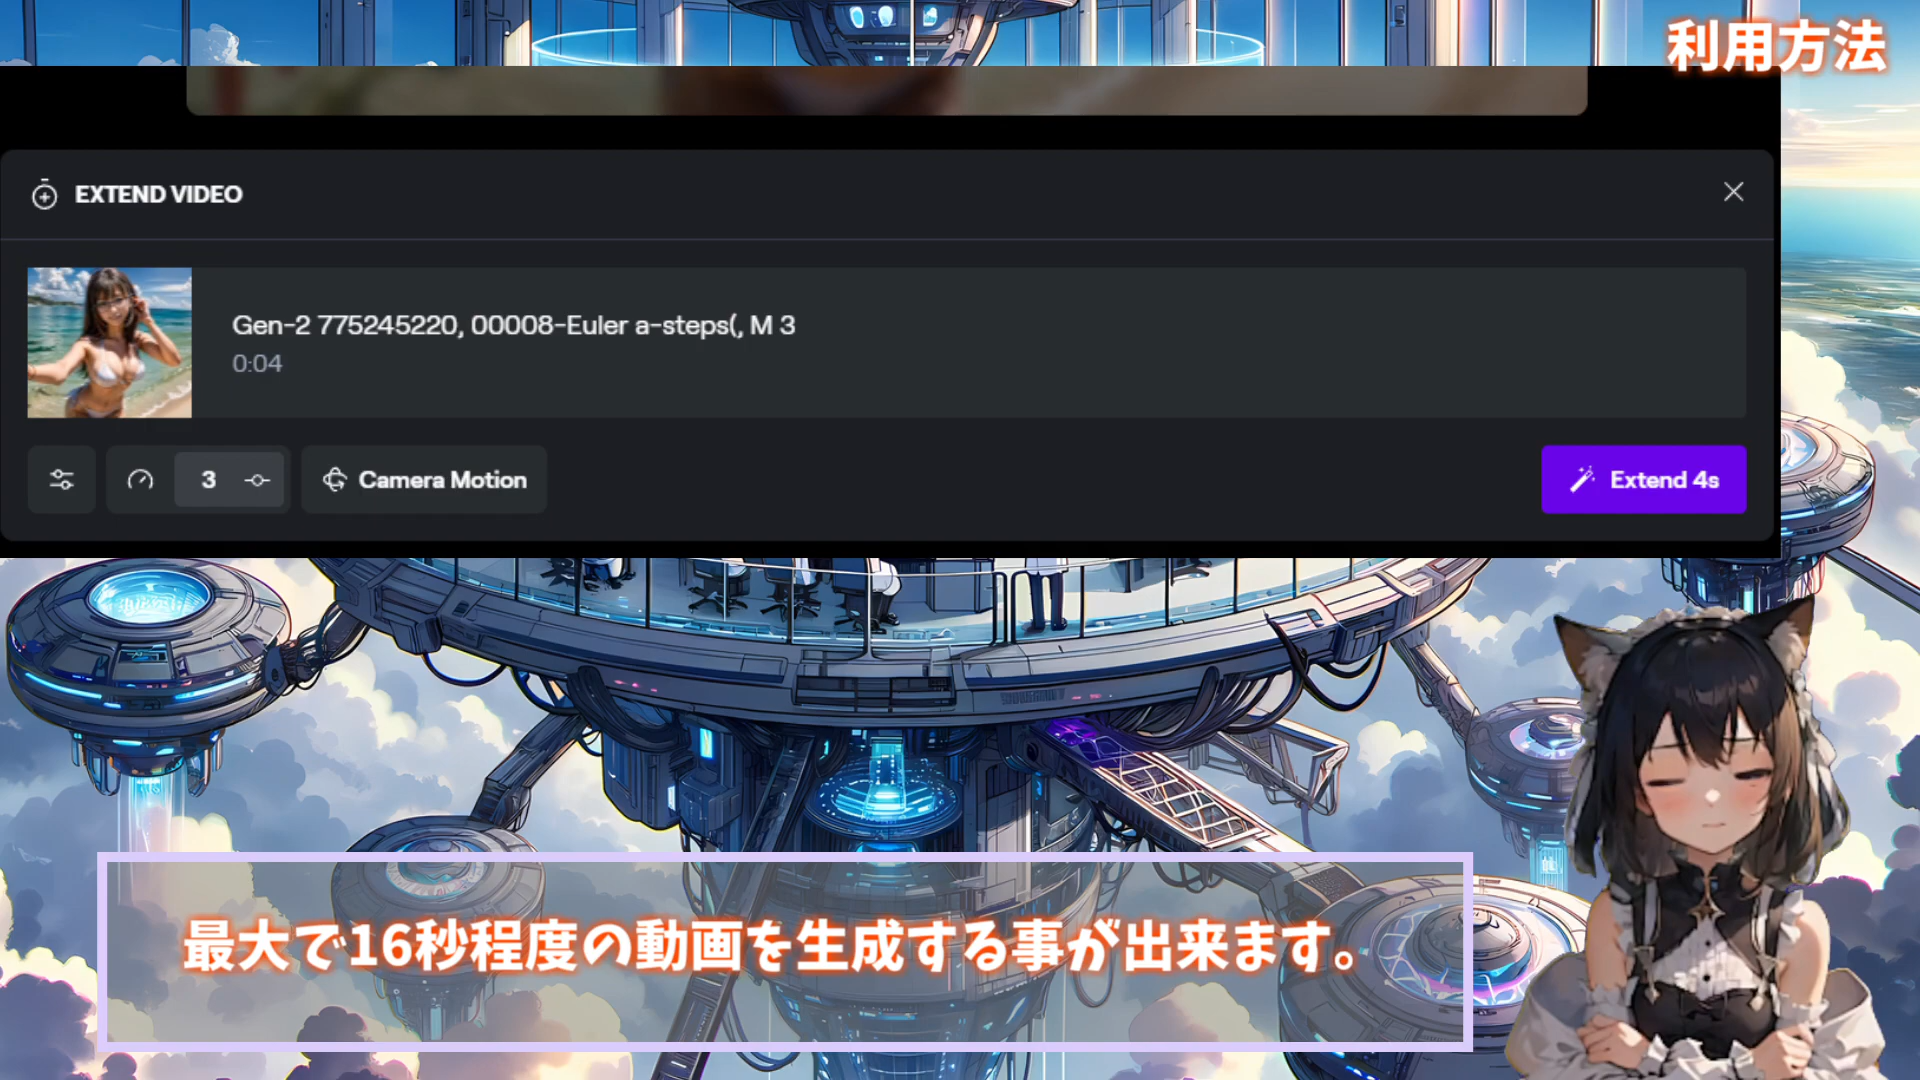 利用方法
EXTEND VIDEO
Gen-2 775245220, 00008-Euler a-steps(, M 3
0:04
3
Camera Motion
Extend 4s
最大で16秒程度の動画を生成する事が出来ます。